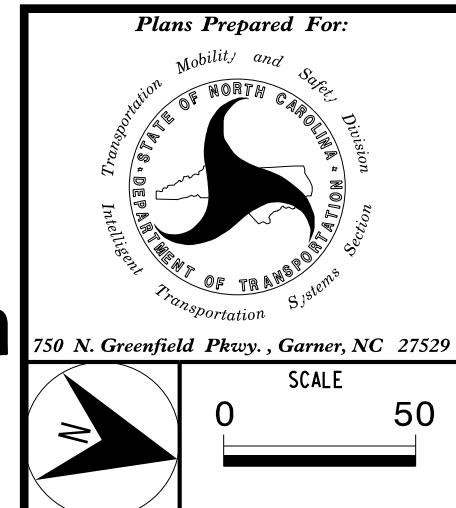 Plans Prepared For:
Transportation Mobility and Safety Division
STATE OF NORTH CAROLINA
DEPARTMENT OF TRANSPORTATION
Intelligent Transportation Systems Section
750 N. Greenfield Pkwy., Garner, NC 27529
N
SCALE
0 50